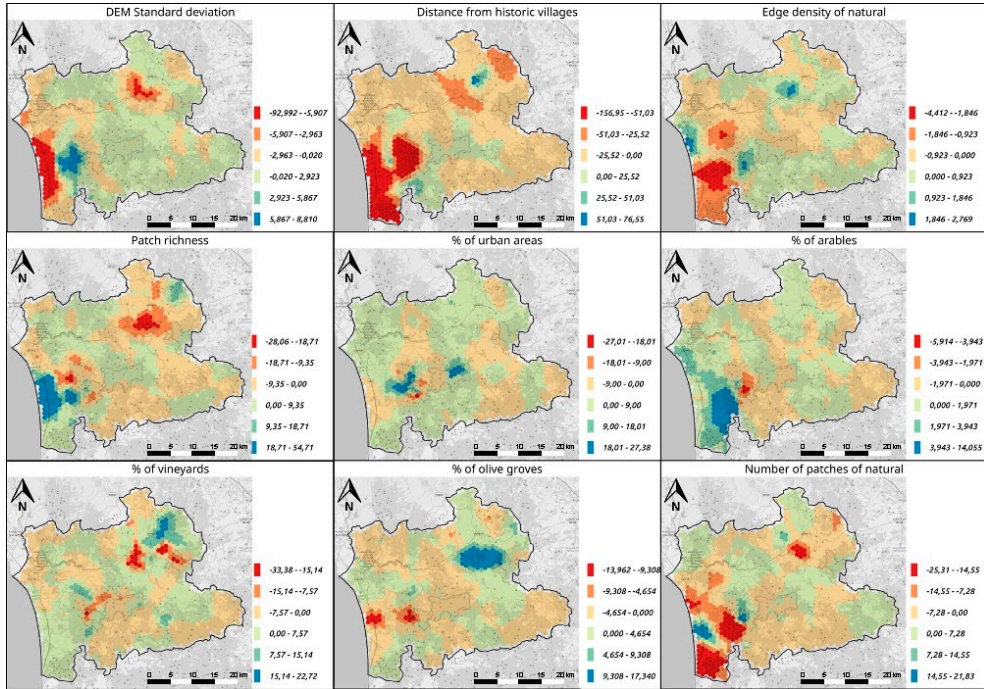 DEM Standard deviation
N
-92,992 - -5,907
-5,907 - -2,963
-2,963 - -0,020
-0,020 - 2,923
2,923 - 5,867
5,867 - 8,810
0 5 10 15 20 km
Distance from historic villages
N
-156,95 - -51,03
-51,03 - -25,52
-25,52 - 0,00
0,00 - 25,52
25,52 - 51,03
51,03 - 76,55
0 5 10 15 20 km
Edge density of natural
N
-4,412 - -1,846
-1,846 - -0,923
-0,923 - 0,000
0,000 - 0,923
0,923 - 1,846
1,846 - 2,769
0 5 10 15 20 km
Patch richness
N
-28,06 - -18,71
-18,71 - -9,35
-9,35 - 0,00
0,00 - 9,35
9,35 - 18,71
18,71 - 54,71
0 5 10 15 20 km
% of urban areas
N
-27,01 - -18,01
-18,01 - -9,00
-9,00 - 0,00
0,00 - 9,00
9,00 - 18,01
18,01 - 27,38
0 5 10 15 20 km
% of arables
N
-5,914 - -3,943
-3,943 - -1,971
-1,971 - 0,000
0,000 - 1,971
1,971 - 3,943
3,943 - 14,055
0 5 10 15 20 km
% of vineyards
N
-33,38 - -15,14
-15,14 - -7,57
-7,57 - 0,00
0,00 - 7,57
7,57 - 15,14
15,14 - 22,72
0 5 10 15 20 km
% of olive groves
N
-13,962 - -9,308
-9,308 - -4,654
-4,654 - 0,000
0,000 - 4,654
4,654 - 9,308
9,308 - 17,340
0 5 10 15 20 km
Number of patches of natural
N
-25,31 - -14,55
-14,55 - -7,28
-7,28 - 0,00
0,00 - 7,28
7,28 - 14,55
14,55 - 21,83
0 5 10 15 20 km